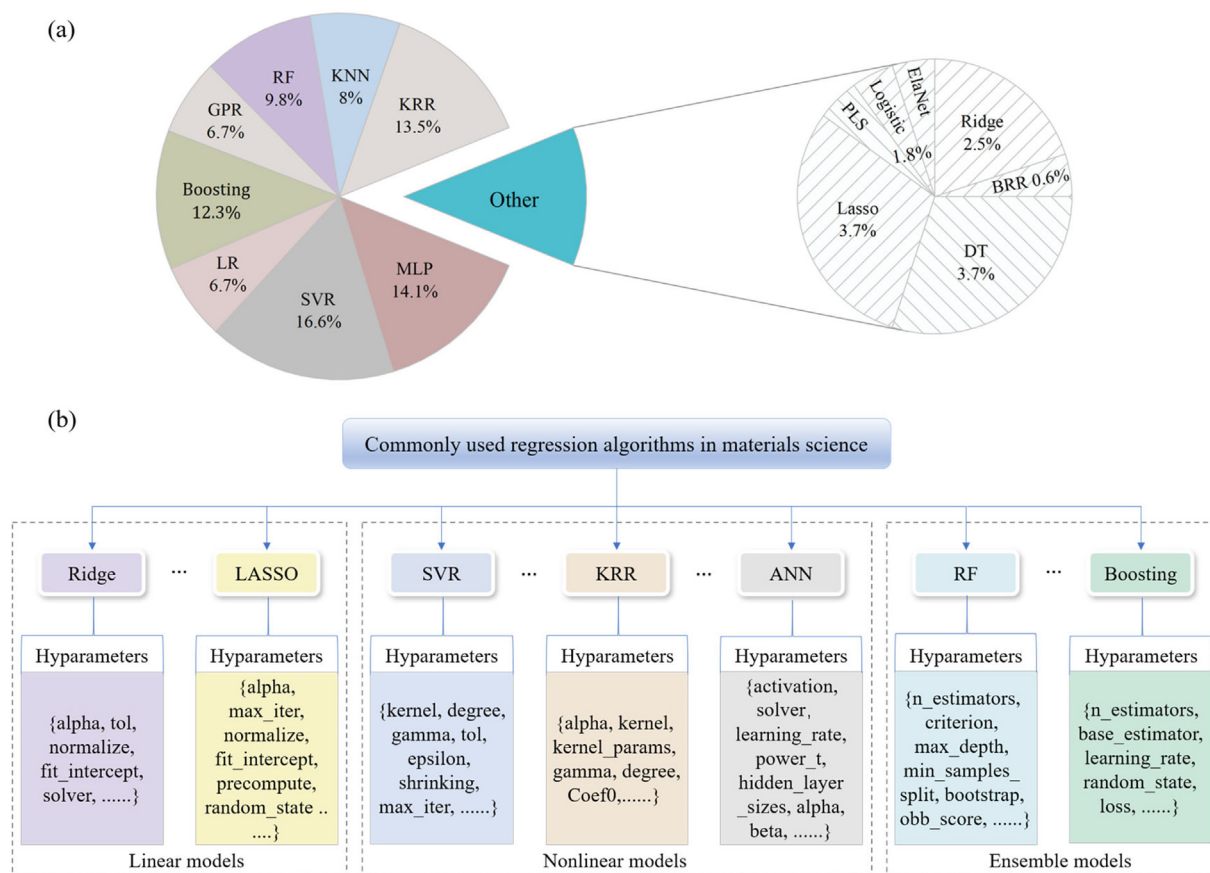 (a)
RF
9.8%
KNN
8%
KRR
13.5%
GPR
6.7%
Boosting
12.3%
LR
6.7%
SVR
16.6%
MLP
14.1%
Other
PLS
Logistic
ElaNet
1.8%
Ridge
2.5%
BRR 0.6%
Lasso
3.7%
DT
3.7%
(b)
Commonly used regression algorithms in materials science
Ridge
...
LASSO
SVR
...
KRR
...
ANN
RF
...
Boosting
Hyparameters
{alpha, tol,
normalize,
fit_intercept,
solver, ......}
Hyparameters
{alpha,
max_iter,
normalize,
fit_intercept,
precompute,
random_state ..
....}
Linear models
Hyparameters
{kernel, degree,
gamma, tol,
epsilon,
shrinking,
max_iter, ......}
Hyparameters
{alpha, kernel,
kernel_params,
gamma, degree,
Coef0,......}
Hyparameters
{activation,
solver,
learning_rate,
power_t,
hidden_layer
_sizes, alpha,
beta, ......}
Nonlinear models
Hyparameters
{n_estimators,
criterion,
max_depth,
min_samples_
split, bootstrap,
obb_score, ......}
Hyparameters
{n_estimators,
base_estimator,
learning_rate,
random_state,
loss, ......}
Ensemble models